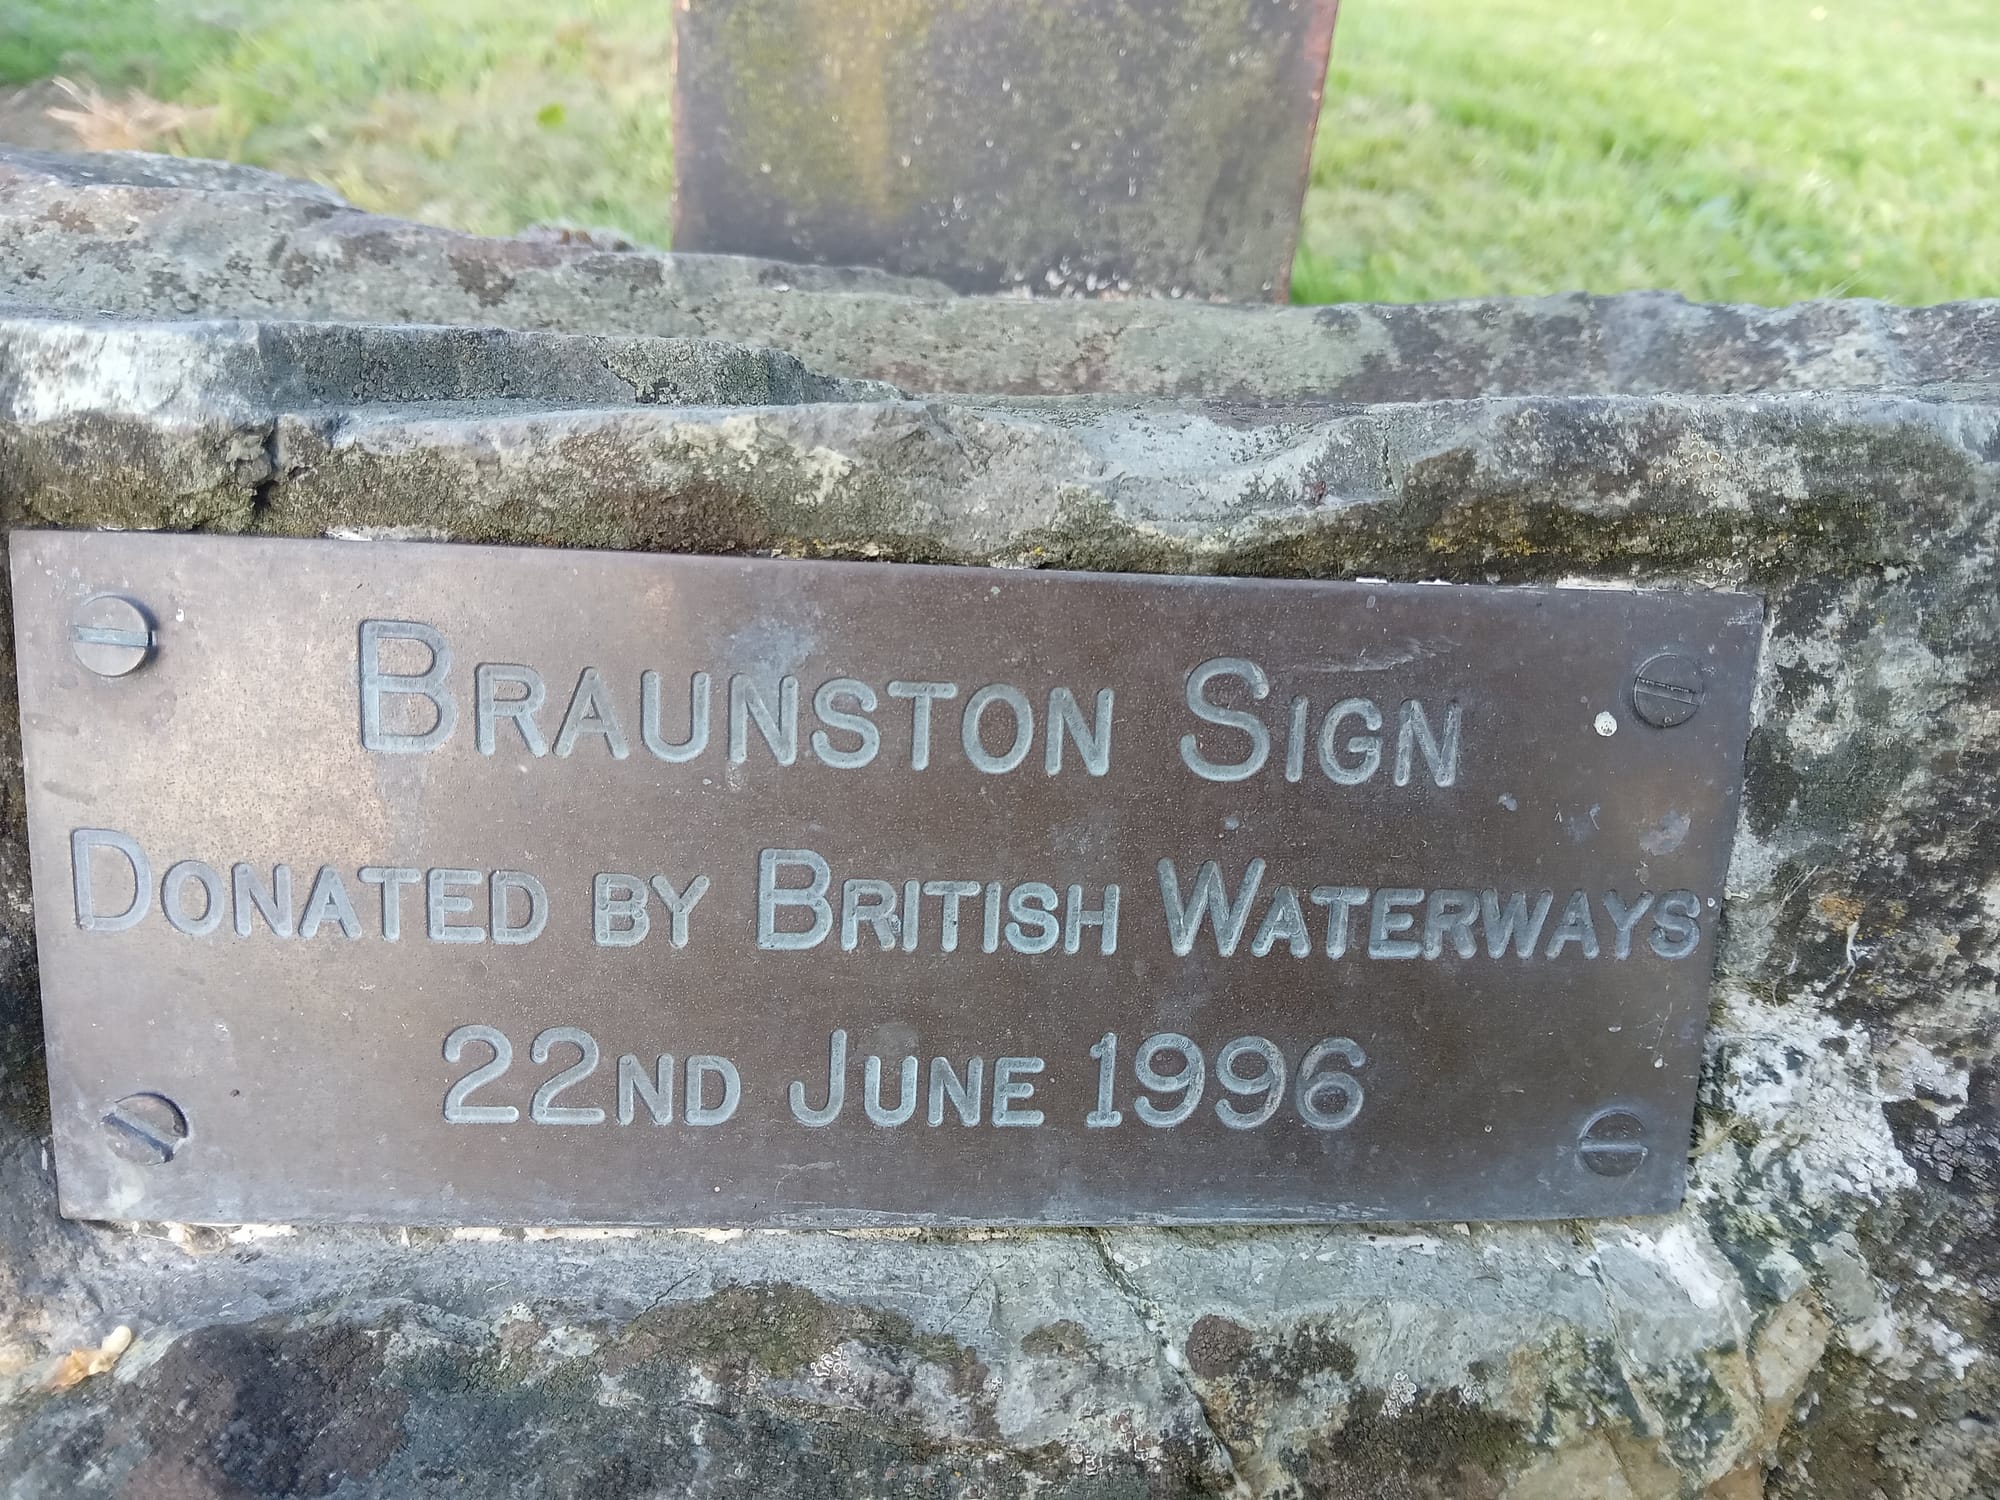 BRAUNSTON SIGN
DONATED BY BRITISH WATERWAYS
22ND JUNE 1996